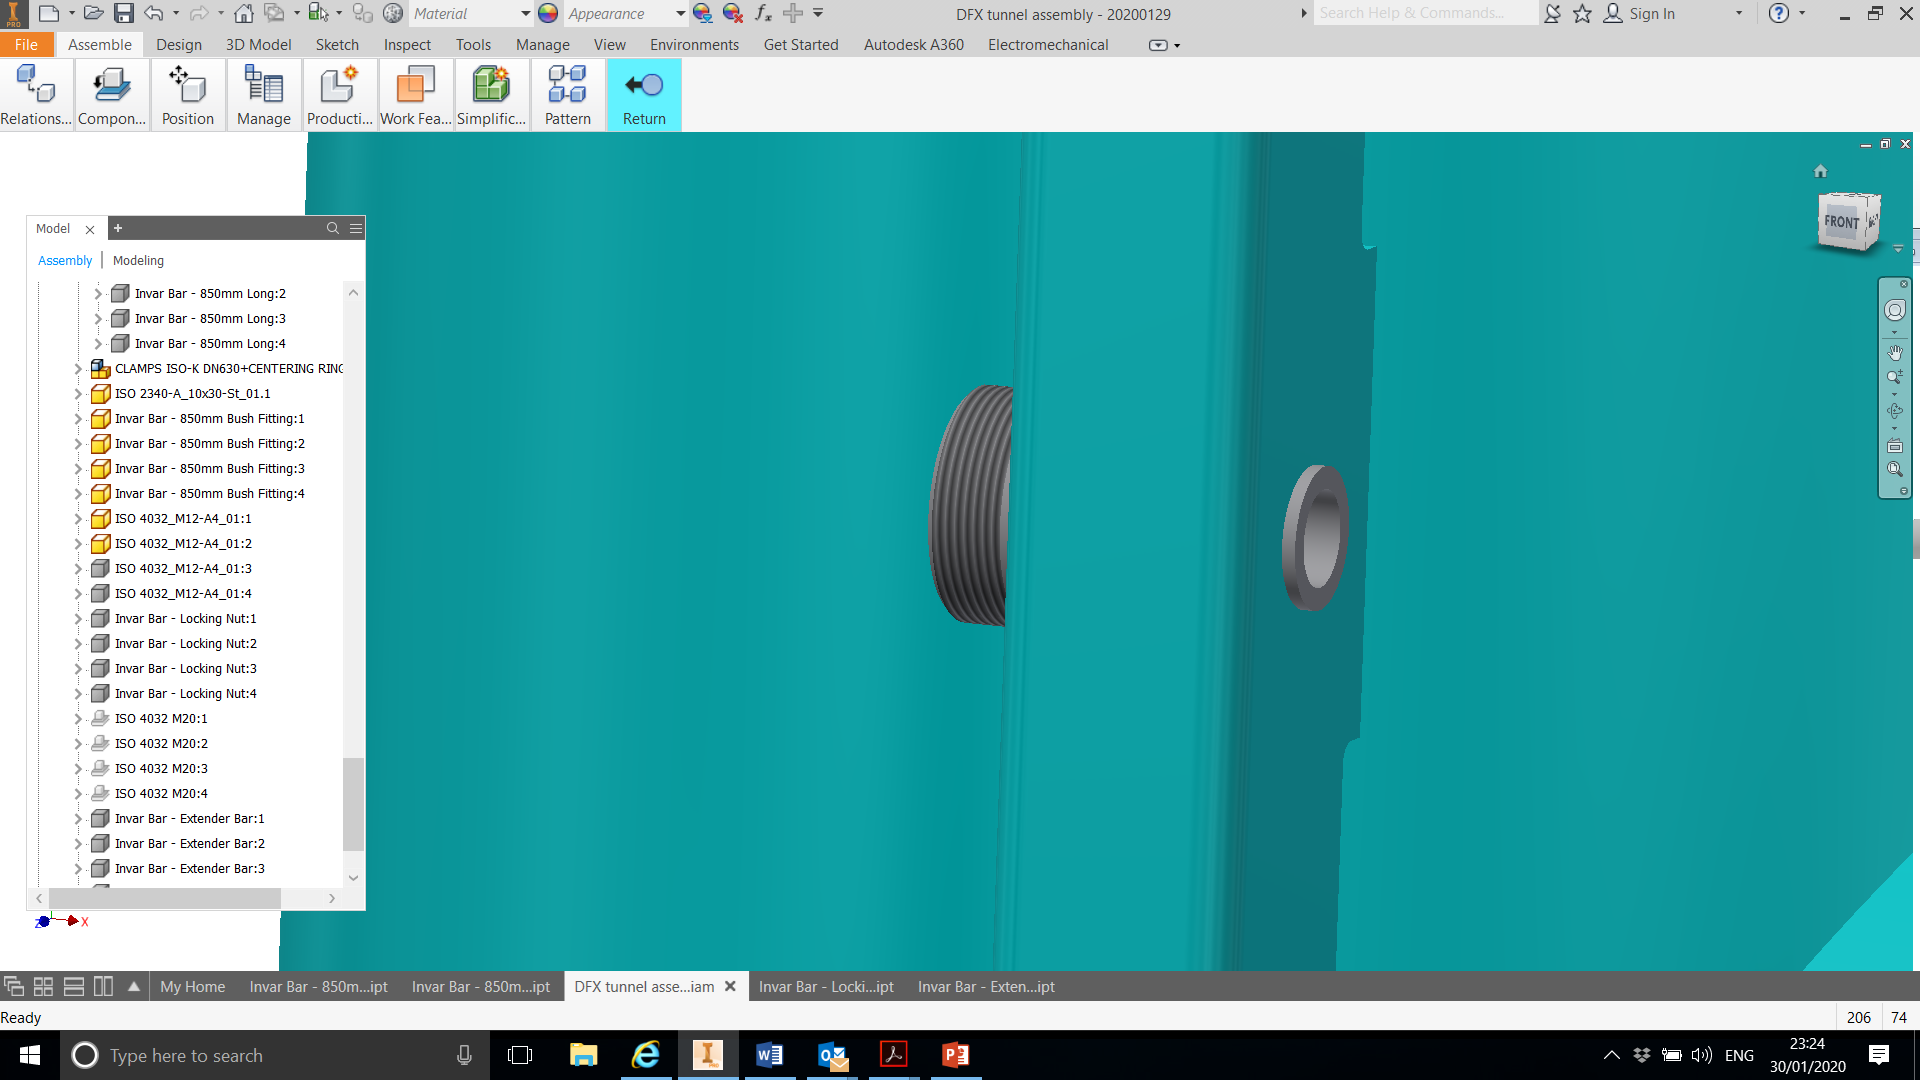 PRO
Material
Appearance
DFX tunnel assembly - 20200129
Search Help & Commands...
Sign In
File
Assemble
Design
3D Model
Sketch
Inspect
Tools
Manage
View
Environments
Get Started
Autodesk A360
Electromechanical
Relations...
Compon...
Position
Manage
Producti...
Work Fea...
Simplific...
Pattern
Return
FRONT
Model
Assembly
Modeling
Invar Bar - 850mm Long:2
Invar Bar - 850mm Long:3
Invar Bar - 850mm Long:4
CLAMPS ISO-K DN630+CENTERING RING
ISO 2340-A_10x30-St_01.1
Invar Bar - 850mm Bush Fitting:1
Invar Bar - 850mm Bush Fitting:2
Invar Bar - 850mm Bush Fitting:3
Invar Bar - 850mm Bush Fitting:4
ISO 4032_M12-A4_01:1
ISO 4032_M12-A4_01:2
ISO 4032_M12-A4_01:3
ISO 4032_M12-A4_01:4
Invar Bar - Locking Nut:1
Invar Bar - Locking Nut:2
Invar Bar - Locking Nut:3
Invar Bar - Locking Nut:4
ISO 4032 M20:1
ISO 4032 M20:2
ISO 4032 M20:3
ISO 4032 M20:4
Invar Bar - Extender Bar:1
Invar Bar - Extender Bar:2
Invar Bar - Extender Bar:3
Z
X
My Home
Invar Bar - 850m...ipt
Invar Bar - 850m...ipt
DFX tunnel asse...iam
Invar Bar - Locki...ipt
Invar Bar - Exten...ipt
Ready
206
74
Type here to search
ENG
23:24
30/01/2020